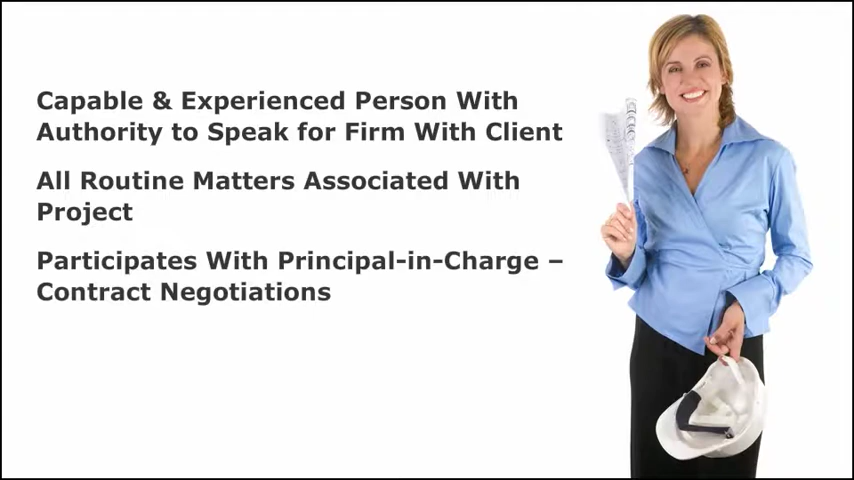 Capable & Experienced Person With
Authority to Speak for Firm With Client
All Routine Matters Associated With
Project
Participates With Principal-in-Charge –
Contract Negotiations